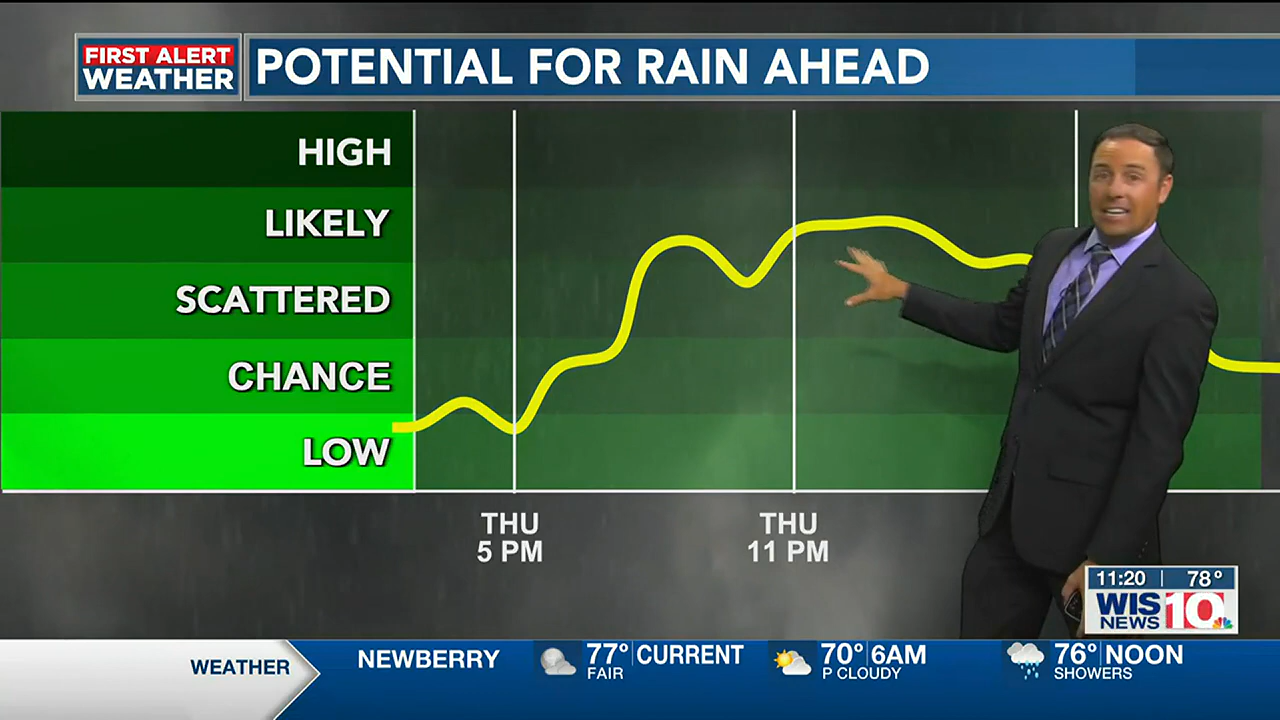 FIRST ALERT
WEATHER
POTENTIAL FOR RAIN AHEAD
HIGH
LIKELY
SCATTERED
CHANCE
LOW
THU
5 PM
THU
11 PM
11:20 | 78°
WIS
NEWS
10
WEATHER
NEWBERRY
77° CURRENT
FAIR
70° 6AM
P CLOUDY
76° NOON
SHOWERS